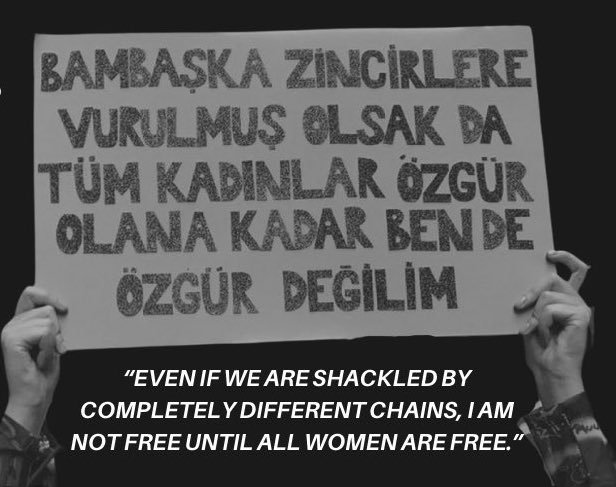 BAMBAŞKA ZİNCİRLERE
VURULMUŞ OLSAK DA
TÜM KADINLAR ÖZGÜR
OLANA KADAR BEN DE
ÖZGÜR DEĞİLİM
“EVEN IF WE ARE SHACKLED BY
COMPLETELY DIFFERENT CHAINS, I AM
NOT FREE UNTIL ALL WOMEN ARE FREE.”